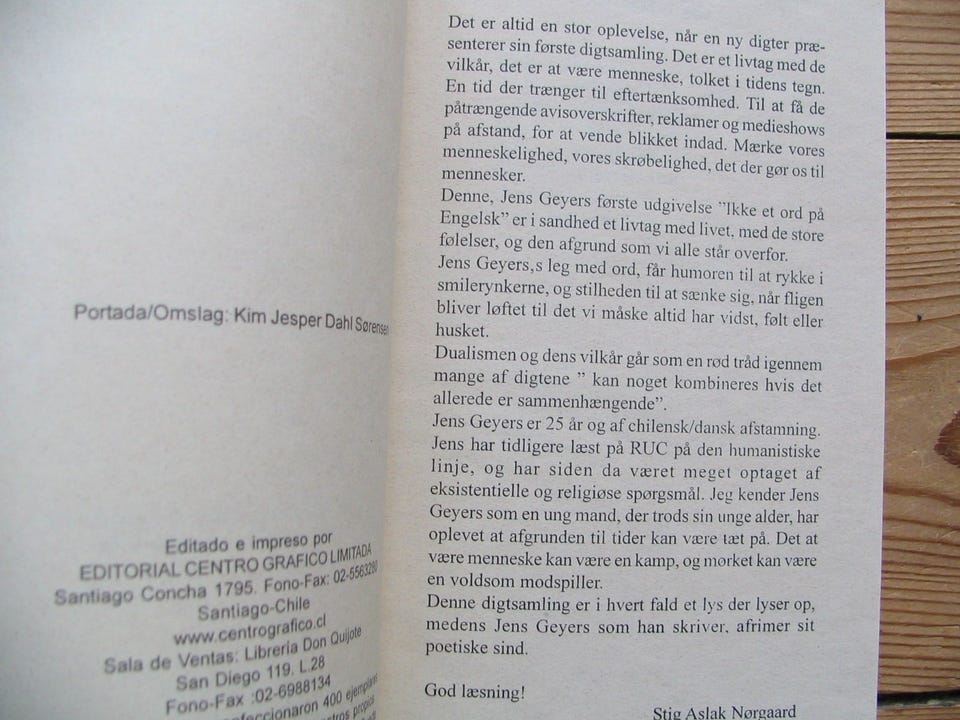 Portada/Omslag: Kim Jesper Dahl Sørensen
Editado e impreso por
EDITORIAL CENTRO GRAFICO LIMITADA
Santiago Concha 1795. Fono-Fax: 02-5563280
Santiago-Chile
www.centrografico.cl
Sala de Ventas: Libreria Don Quijote
San Diego 119. L.28
Fono-Fax :02-6988134
400
Det er altid en stor oplevelse, når en ny digter præ-
senterer sin første digtsamling. Det er et livtag med de
vilkår, det er at være menneske, tolket i tidens tegn.
En tid der trænger til eftertænksomhed. Til at få de
påtrængende avisoverskrifter, reklamer og medieshows
på afstand, for at vende blikket indad. Mærke vores
menneskelighed, vores skrøbelighed, det der gør os til
mennesker.
Denne, Jens Geyers første udgivelse ”Ikke et ord på
Engelsk” er i sandhed et livtag med livet, med de store
følelser, og den afgrund som vi alle står overfor.
Jens Geyers,s leg med ord, får humoren til at rykke i
smilerynkerne, og stilheden til at sænke sig, når fligen
bliver løftet til det vi måske altid har vidst, følt eller
husket.
Dualismen og dens vilkår går som en rød tråd igennem
mange af digtene ” kan noget kombineres hvis det
allerede er sammenhængende”.
Jens Geyers er 25 år og af chilensk/dansk afstamning.
Jens har tidligere læst på RUC på den humanistiske
linje, og har siden da været meget optaget af
eksistentielle og religiøse spørgsmål. Jeg kender Jens
Geyers som en ung mand, der trods sin unge alder, har
oplevet at afgrunden til tider kan være tæt på. Det at
være menneske kan være en kamp, og mørket kan være
en voldsom modspiller.
Denne digtsamling er i hvert fald et lys der lyser op,
medens Jens Geyers som han skriver, afrimer sit
poetiske sind.
God læsning!
Stig Aslak Nørgaard